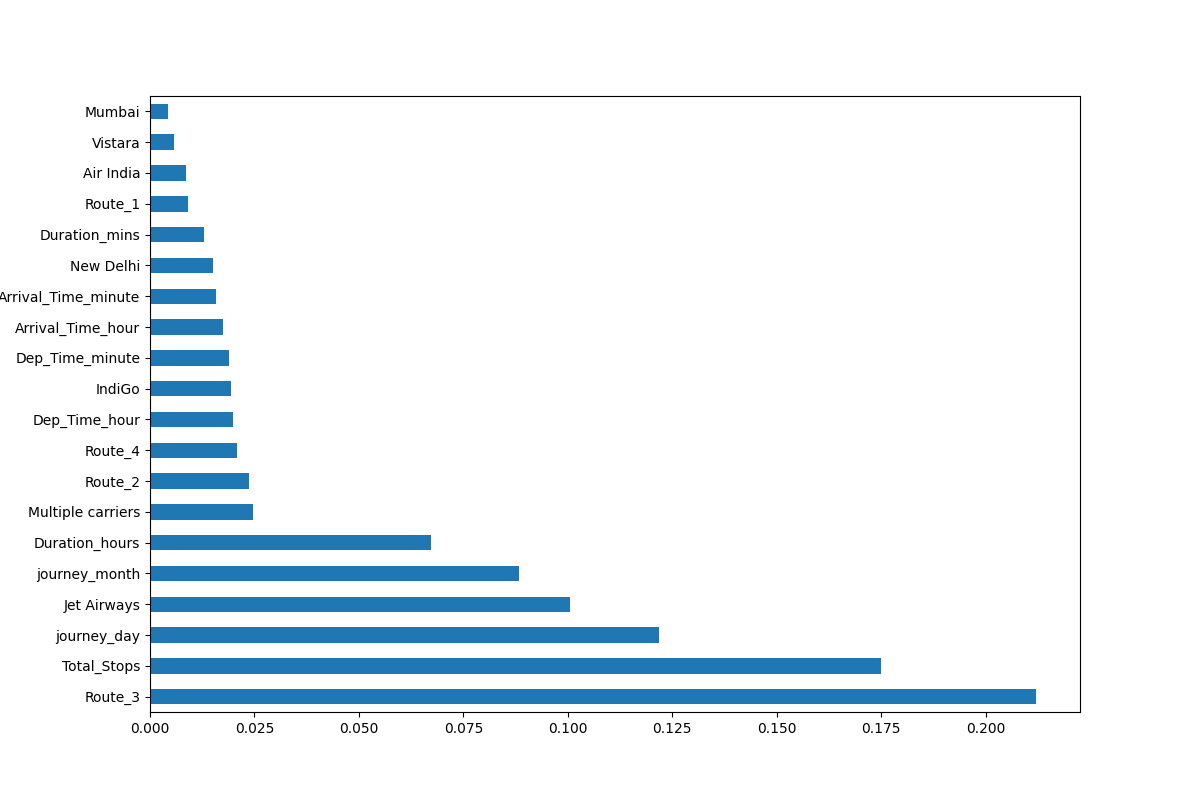 Mumbai
Vistara
Air India
Route_1
Duration_mins
New Delhi
Arrival_Time_minute
Arrival_Time_hour
Dep_Time_minute
IndiGo
Dep_Time_hour
Route_4
Route_2
Multiple carriers
Duration_hours
journey_month
Jet Airways
journey_day
Total_Stops
Route_3
0.000 0.025 0.050 0.075 0.100 0.125 0.150 0.175 0.200